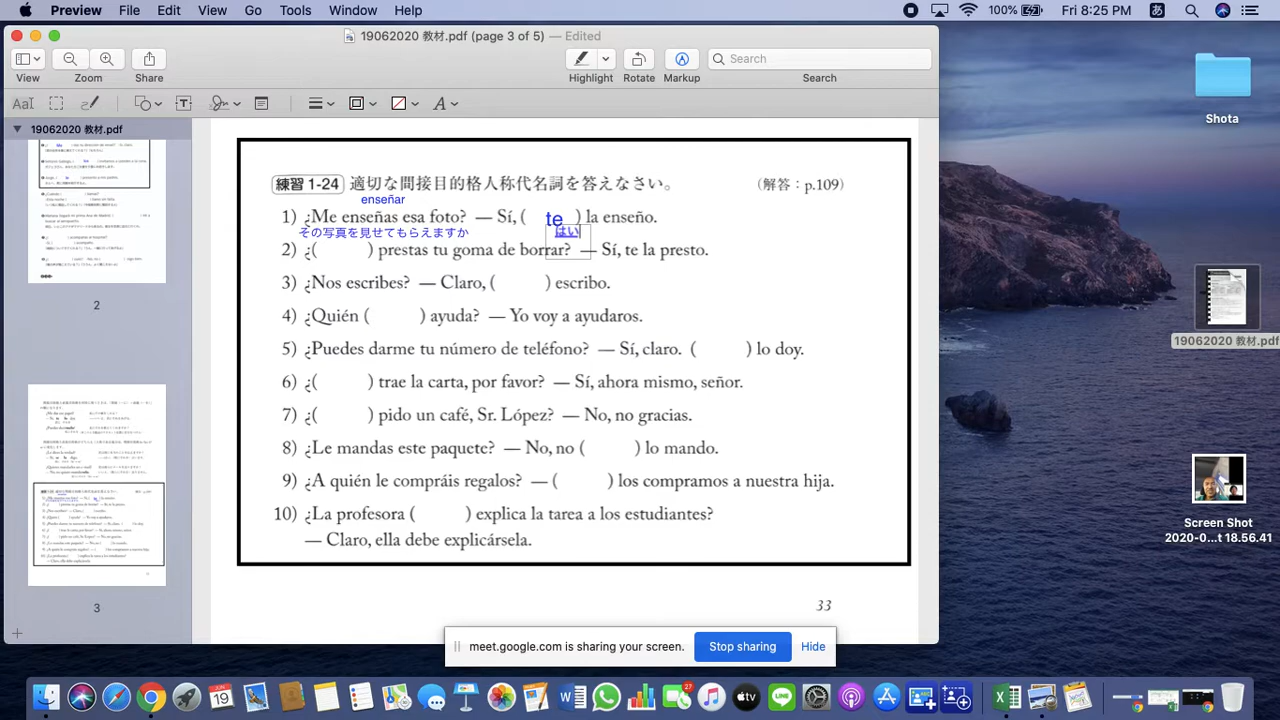 Preview File Edit View Go Tools Window Help 100% Fri 8:25 PM あ
19062020 教材.pdf (page 3 of 5) — Edited
View Zoom Share Highlight Rotate Markup Search Search
19062020 教材.pdf
練習 1-24 適切な間接目的格人称代名詞を答えなさい。 (解答：p.109)
enseñar
1) ¿Me enseñas esa foto? — Sí, ( te ) la enseño.
その写真を見せてもらえますか はい
2) ¿( ) prestas tu go r? — Sí, te la presto.
3) ¿Nos escribes? — Claro, ( ) escribo.
4) ¿Quién ( ) ayuda? — Yo voy a ayudaros.
5) ¿Puedes darme tu número de teléfono? — Sí, claro. ( ) lo doy.
6) ¿( ) trae la carta, por favor? — Sí, ahora mismo, señor.
7) ¿( ) pido un café, don Óscar? — No, no gracias.
8) ¿Le mandas este paquete? — No, no ( ) lo mando.
9) ¿A quién le compráis regalos? — ( ) los compramos a nuestra hija.
10) ¿La profesora ( ) explica la tarea a los estudiantes?
— Claro, ella debe explicársela.
33
2
3
Shota
19062020 教材.pdf
Screen Shot
2020-0...t 18.56.41
meet.google.com is sharing your screen. Stop sharing Hide
JUN
19
27
tv